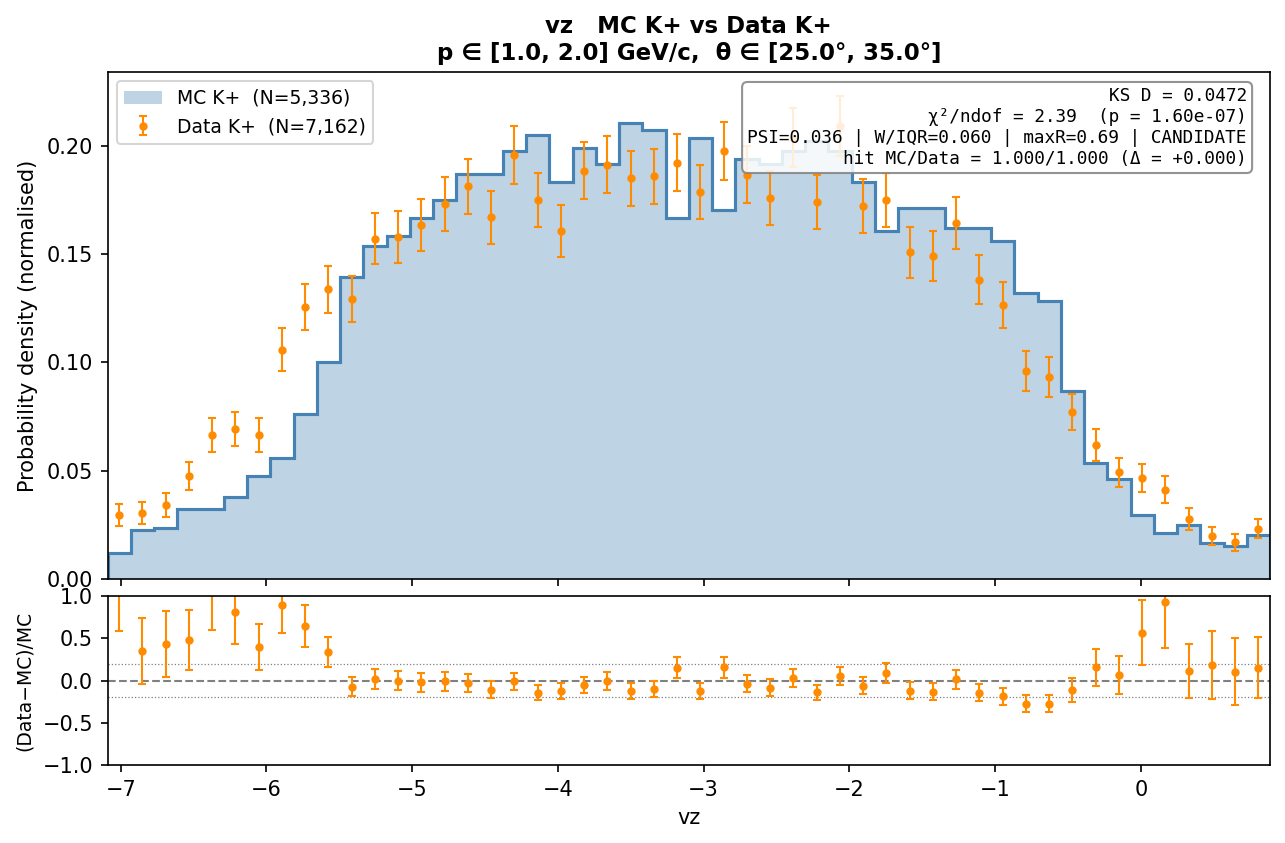 vz   MC K+ vs Data K+
p ∈ [1.0, 2.0] GeV/c,  θ ∈ [25.0°, 35.0°]
MC K+  (N=5,336)
Data K+  (N=7,162)
KS D = 0.0472
χ²/ndof = 2.39  (p = 1.60e-07)
PSI=0.036 | W/IQR=0.060 | maxR=0.69 | CANDIDATE
hit MC/Data = 1.000/1.000 (Δ = +0.000)
Probability density (normalised)
0.20
0.15
0.10
0.05
0.00
(Data−MC)/MC
1.0
0.5
0.0
−0.5
−1.0
−7 −6 −5 −4 −3 −2 −1 0
vz